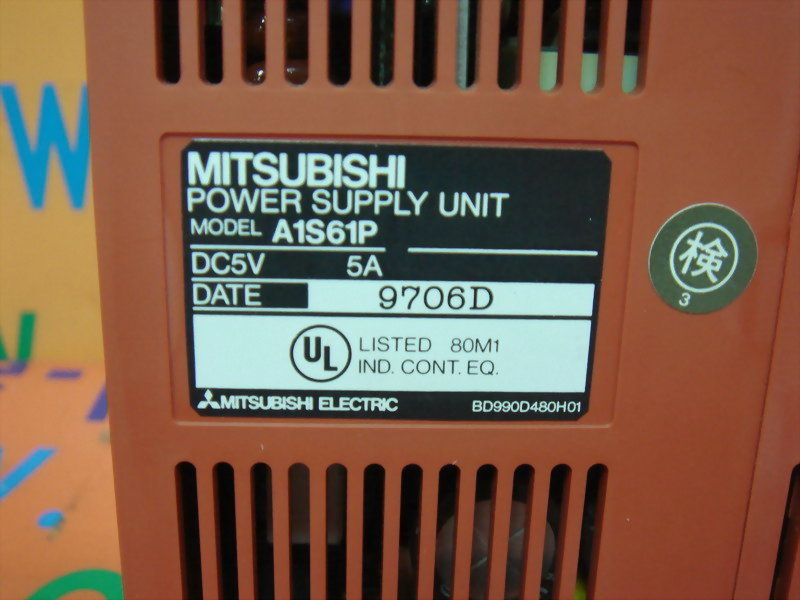 W
MITSUBISHI
POWER SUPPLY UNIT
MODEL A1S61P
DC5V 5A
DATE 9706D
UL LISTED 80M1
IND. CONT. EQ.
MITSUBISHI ELECTRIC BD990D480H01
検
3